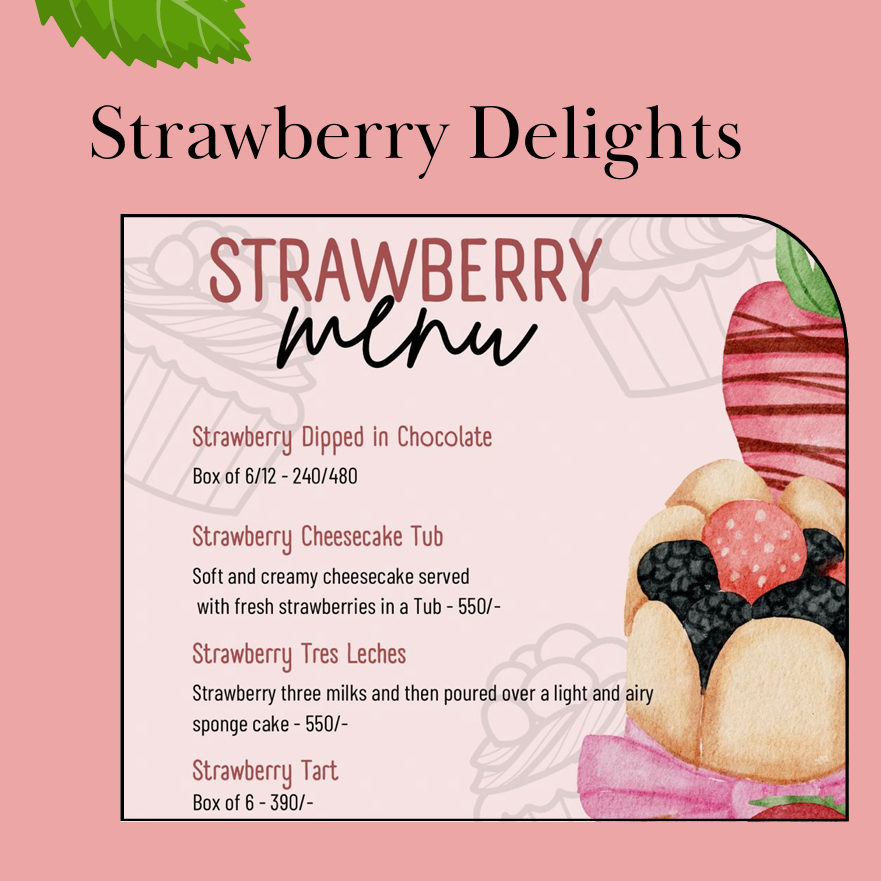 Strawberry Delights
STRAWBERRY
menu
Strawberry Dipped in Chocolate
Box of 6/12 - 240/480
Strawberry Cheesecake Tub
Soft and creamy cheesecake served
with fresh strawberries in a Tub - 550/-
Strawberry Tres Leches
Strawberry three milks and then poured over a light and airy
sponge cake - 550/-
Strawberry Tart
Box of 6 - 390/-